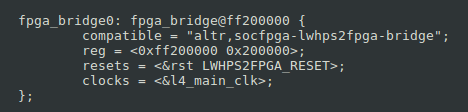 fpga_bridge0: fpga_bridge@ff200000 {
compatible = "altr,socfpga-lwhps2fpga-bridge";
reg = <0xff200000 0x200000>;
resets = <&rst LWHPS2FPGA_RESET>;
clocks = <&l4_main_clk>;
};